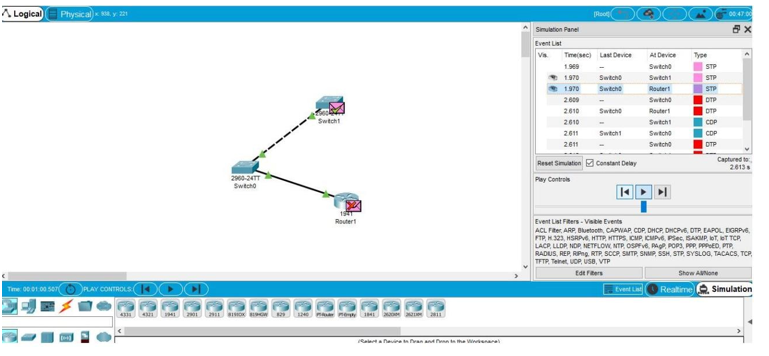 Logical Physical x: 938, y: 221 [Root] 00:47:00
Simulation Panel
Event List
Vis. Time(sec) Last Device At Device Type
1.969 -- Switch0 STP
1.970 Switch0 Switch1 STP
1.970 Switch0 Router1 STP
2.609 -- Switch0 DTP
2.610 Switch0 Router1 DTP
2.610 -- Switch1 CDP
2.611 Switch1 Switch0 CDP
2.611 -- Switch0 DTP
Reset Simulation Constant Delay Captured to:
2.613 s
Play Controls
Event List Filters - Visible Events
ACL Filter, ARP, Bluetooth, CAPWAP, CDP, DHCP, DHCPv6, DTP, EAPOL, EIGRPv6,
FTP, H.323, HSRPv6, HTTP, HTTPS, ICMP, ICMPv6, IPSec, ISAKMP, IoT, IoT TCP,
LACP, LLDP, NDP, NETFLOW, NTP, OSPFv6, PAgP, POP3, PPP, PPPoED, PTP,
RADIUS, REP, RIPng, RTP, SCCP, SMTP, SNMP, SSH, STP, SYSLOG, TACACS, TCP,
TFTP, Telnet, UDP, USB, VTP
Edit Filters Show All/None
2960-24TT
Switch1
2960-24TT
Switch0
1941
Router1
Time: 00:01:00.507 PLAY CONTROLS: Event List Realtime Simulation
4331 4321 1941 2901 2911 819IOX 819HGW 829 1240 PT-Router PT-Empty 1841 2620XM 2621XM 2811
(Select a Device to Drag and Drop to the Workspace)